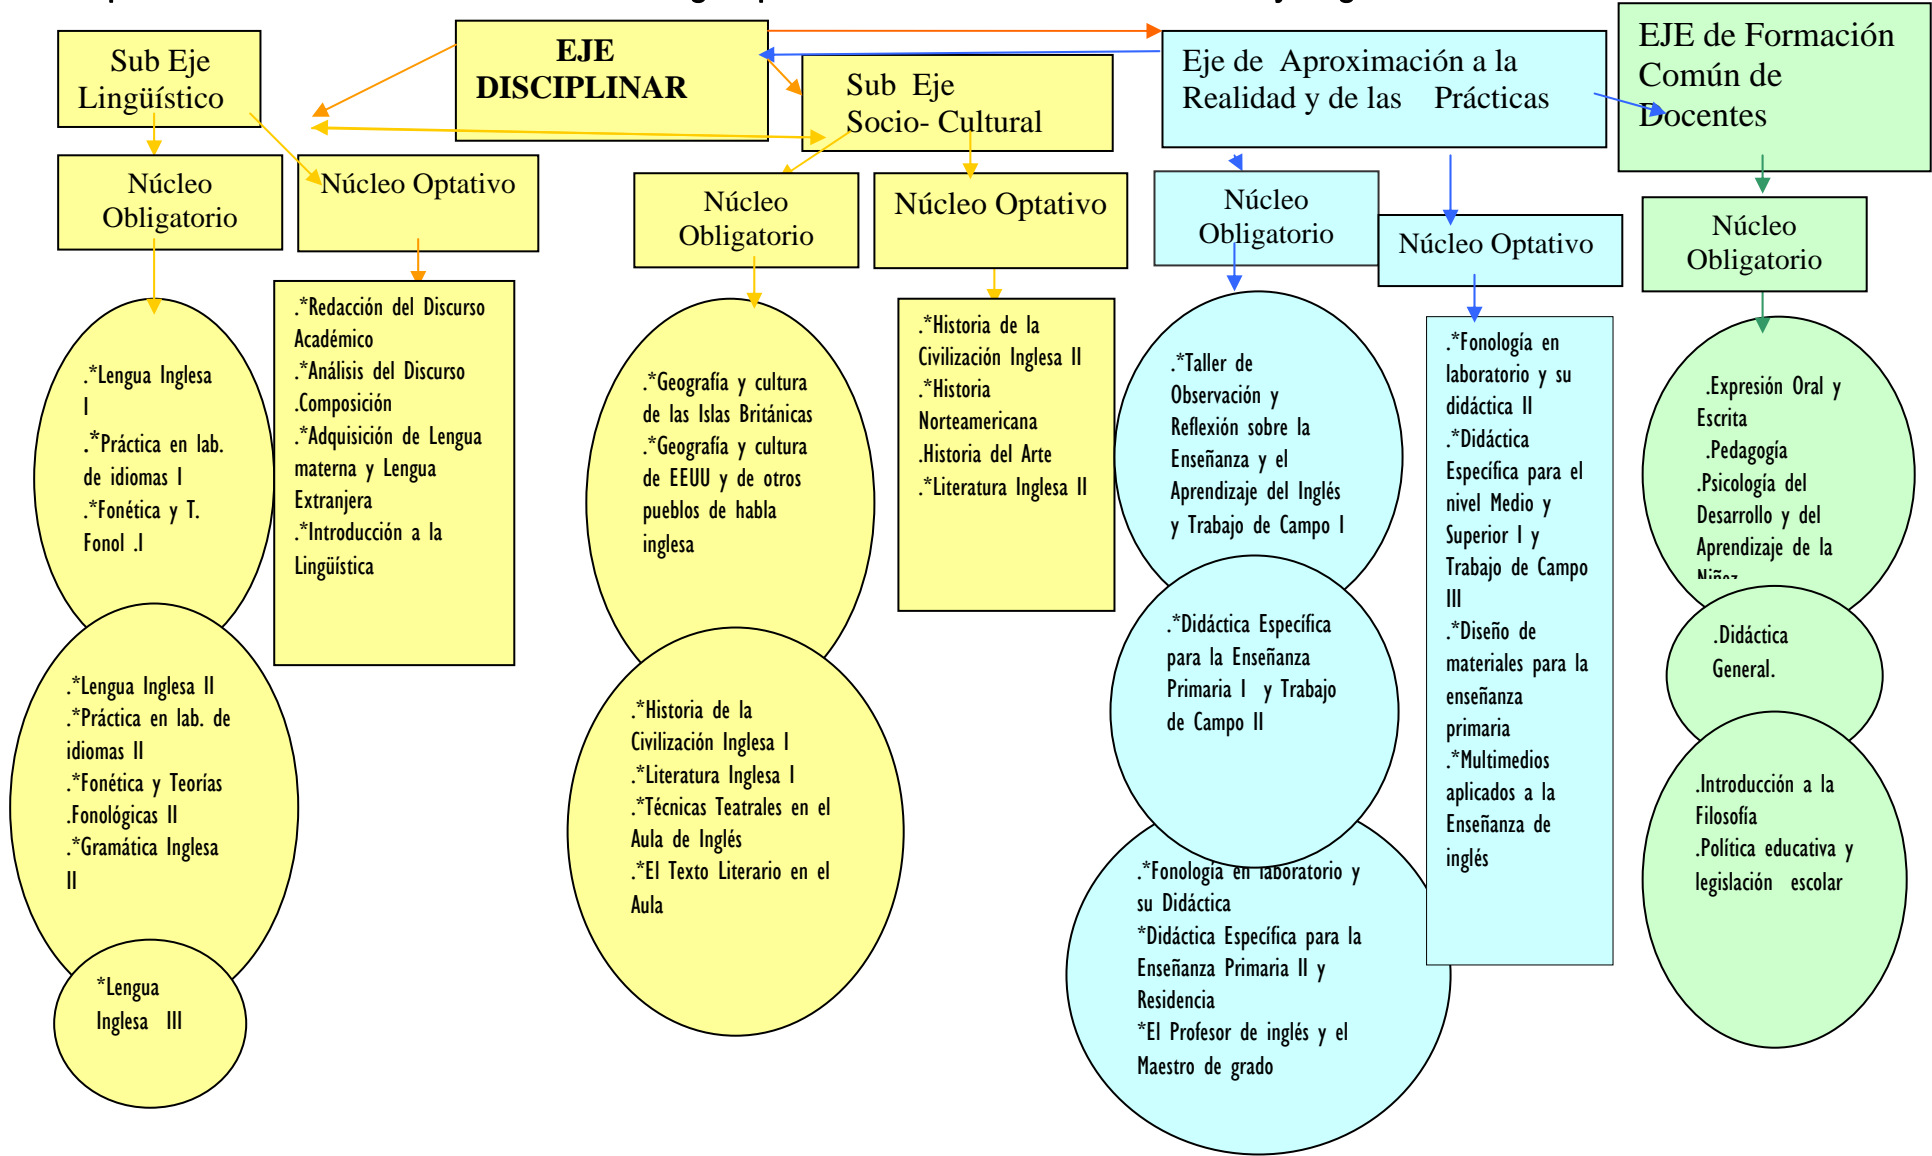 Sub Eje
Lingüístico
EJE
DISCIPLINAR
Sub Eje
Socio- Cultural
Eje de Aproximación a la
Realidad y de las Prácticas
EJE de Formación
Común de
Docentes
Núcleo
Obligatorio
Núcleo Optativo
Núcleo
Obligatorio
Núcleo Optativo
Núcleo
Obligatorio
Núcleo Optativo
Núcleo
Obligatorio
.*Lengua Inglesa
I
.*Práctica en lab.
de idiomas I
.*Fonética y T.
Fonol .I
.*Lengua Inglesa II
.*Práctica en lab. de
idiomas II
.*Fonética y Teorías
.Fonológicas II
.*Gramática Inglesa
II
*Lengua
Inglesa III
.*Redacción del Discurso
Académico
.*Análisis del Discurso
.Composición
.*Adquisición de Lengua
materna y Lengua
Extranjera
.*Introducción a la
Lingüística
.*Geografía y cultura
de las Islas Británicas
.*Geografía y cultura
de EEUU y de otros
pueblos de habla
inglesa
.*Historia de la
Civilización Inglesa I
.*Literatura Inglesa I
.*Técnicas Teatrales en el
Aula de Inglés
.*El Texto Literario en el
Aula
.*Historia de la
Civilización Inglesa II
.*Historia
Norteamericana
.Historia del Arte
.*Literatura Inglesa II
.*Taller de
Observación y
Reflexión sobre la
Enseñanza y el
Aprendizaje del Inglés
y Trabajo de Campo I
.*Didáctica Específica
para la Enseñanza
Primaria I y Trabajo
de Campo II
.*Fonología en laboratorio y
su Didáctica
*Didáctica Específica para la
Enseñanza Primaria II y
Residencia
*El Profesor de inglés y el
Maestro de grado
.*Fonología en
laboratorio y su
didáctica II
.*Didáctica
Específica para el
nivel Medio y
Superior I y
Trabajo de Campo
III
.*Diseño de
materiales para la
enseñanza
primaria
.*Multimedios
aplicados a la
Enseñanza de
inglés
.Expresión Oral y
Escrita
.Pedagogía
.Psicología del
Desarrollo y del
Aprendizaje de la
Niñez
.Didáctica
General.
.Introducción a la
Filosofía
.Política educativa y
legislación escolar